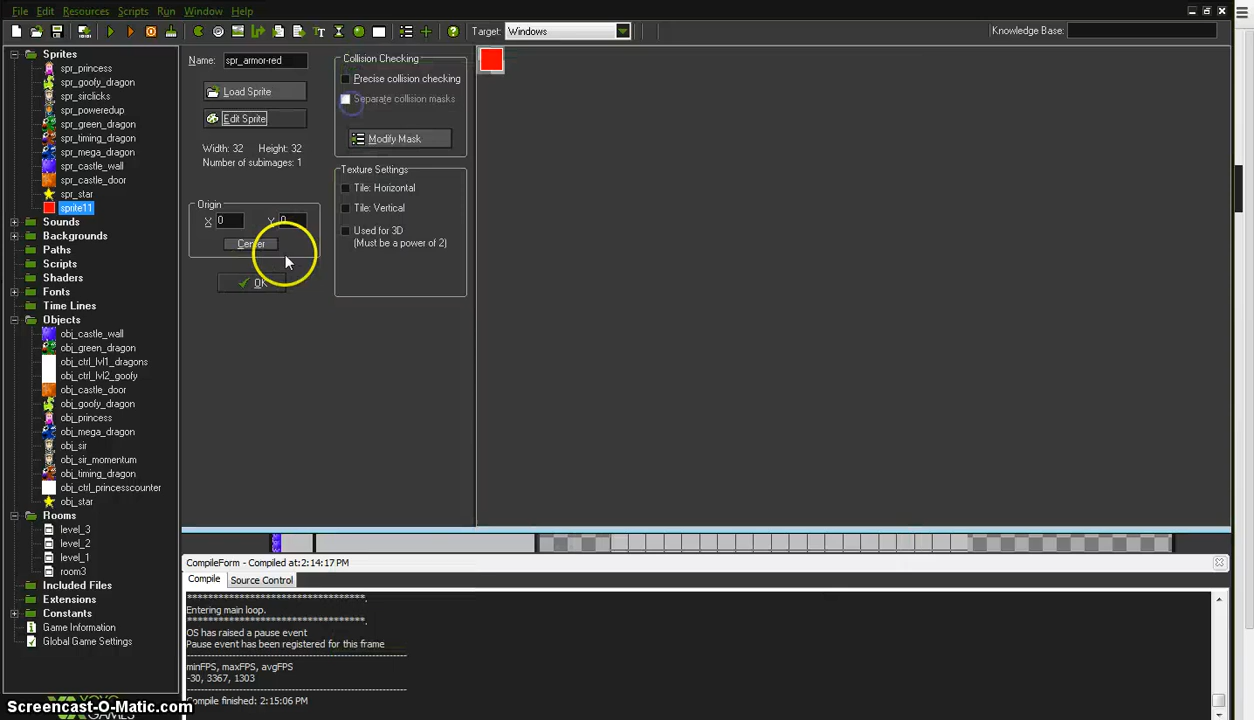 File Edit Resources Scripts Run Window Help
Target: Windows
Knowledge Base:
Sprites
spr_princess
spr_goofy_dragon
spr_sirclicks
spr_poweredup
spr_green_dragon
spr_timing_dragon
spr_mega_dragon
spr_castle_wall
spr_castle_door
spr_star
sprite11
Sounds
Backgrounds
Paths
Scripts
Shaders
Fonts
Time Lines
Objects
obj_castle_wall
obj_green_dragon
obj_ctrl_lvl1_dragons
obj_ctrl_lvl2_goofy
obj_castle_door
obj_goofy_dragon
obj_princess
obj_mega_dragon
obj_sir
obj_sir_momentum
obj_timing_dragon
obj_ctrl_princesscounter
obj_star
Rooms
level_3
level_2
level_1
room3
Included Files
Extensions
Constants
Game Information
Global Game Settings
Name: spr_armor-red
Load Sprite
Edit Sprite
Width: 32 Height: 32
Number of subimages: 1
Origin
X 0 Y 0
Center
OK
Collision Checking
Precise collision checking
Separate collision masks
Modify Mask
Texture Settings
Tile: Horizontal
Tile: Vertical
Used for 3D
(Must be a power of 2)
CompileForm - Compiled at:2:14:17 PM
Compile Source Control
***********************************.
Entering main loop.
***********************************.
OS has raised a pause event
Pause event has been registered for this frame
minFPS, maxFPS, avgFPS
-30, 3367, 1303
Compile finished: 2:15:06 PM
Screencast-O-Matic.com